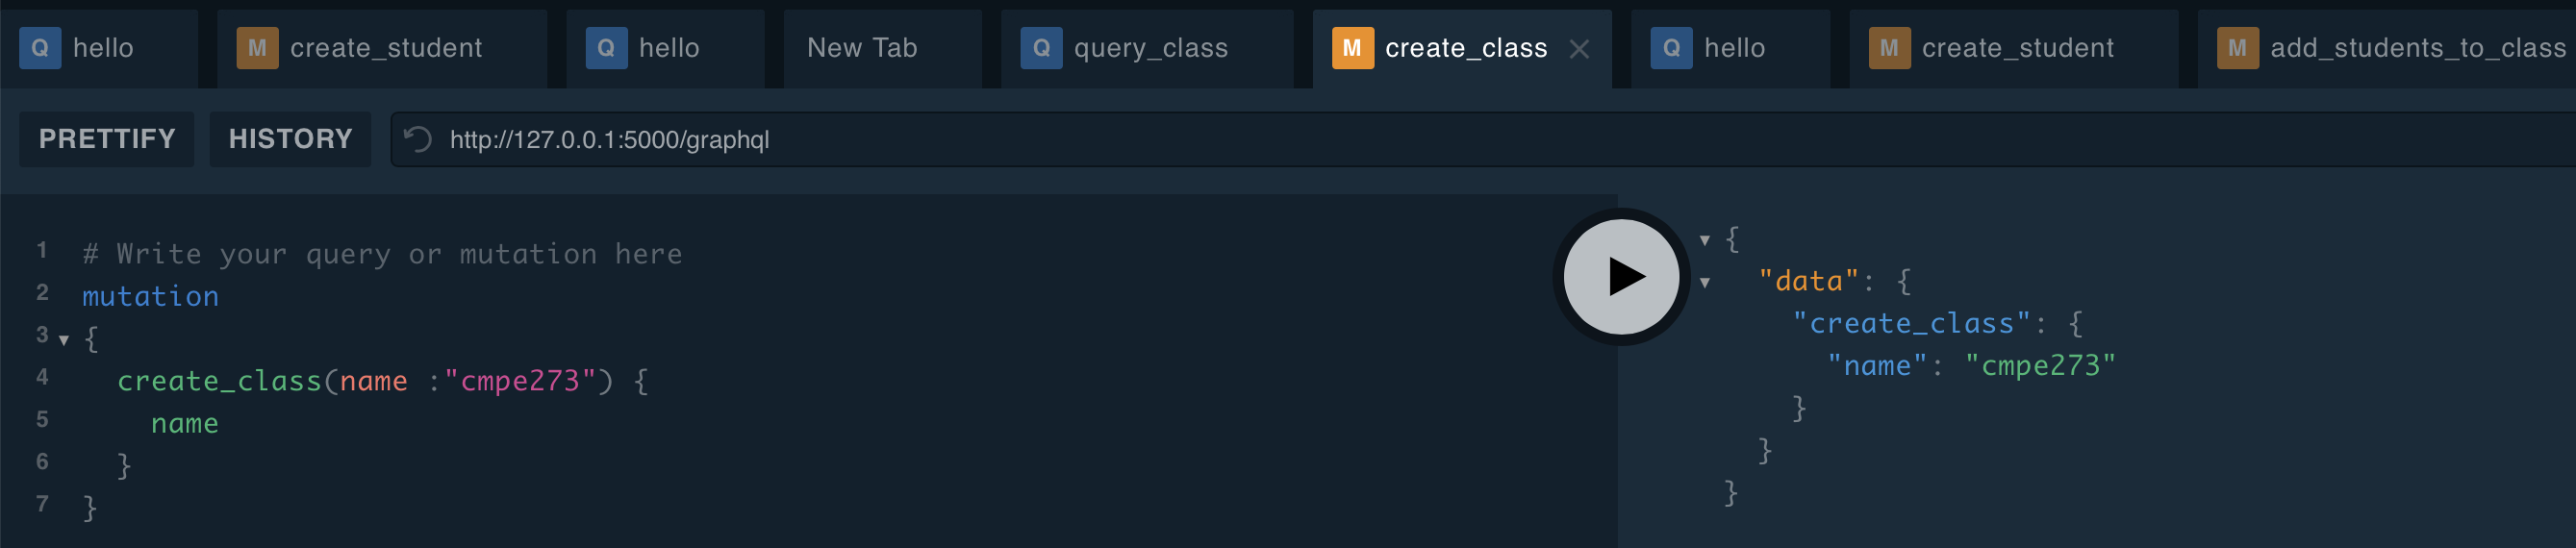 Q hello M create_student Q hello New Tab Q query_class M create_class Q hello M create_student M add_students_to_class
PRETTIFY HISTORY http://127.0.0.1:5000/graphql
1 # Write your query or mutation here
2 mutation
3 {
4 create_class(name :"cmpe273") {
5 name
6 }
7 }
{
"data": {
"create_class": {
"name": "cmpe273"
}
}
}